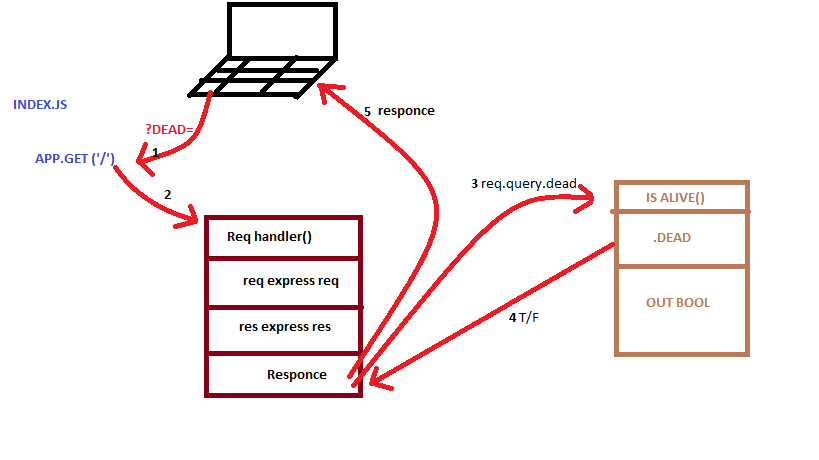 INDEX.JS
?DEAD=
1
APP.GET ('/')
2
5 responce
3 req.query.dead
IS ALIVE()
.DEAD
OUT BOOL
4 T/F
Req handler()
req express req
res express res
Responce